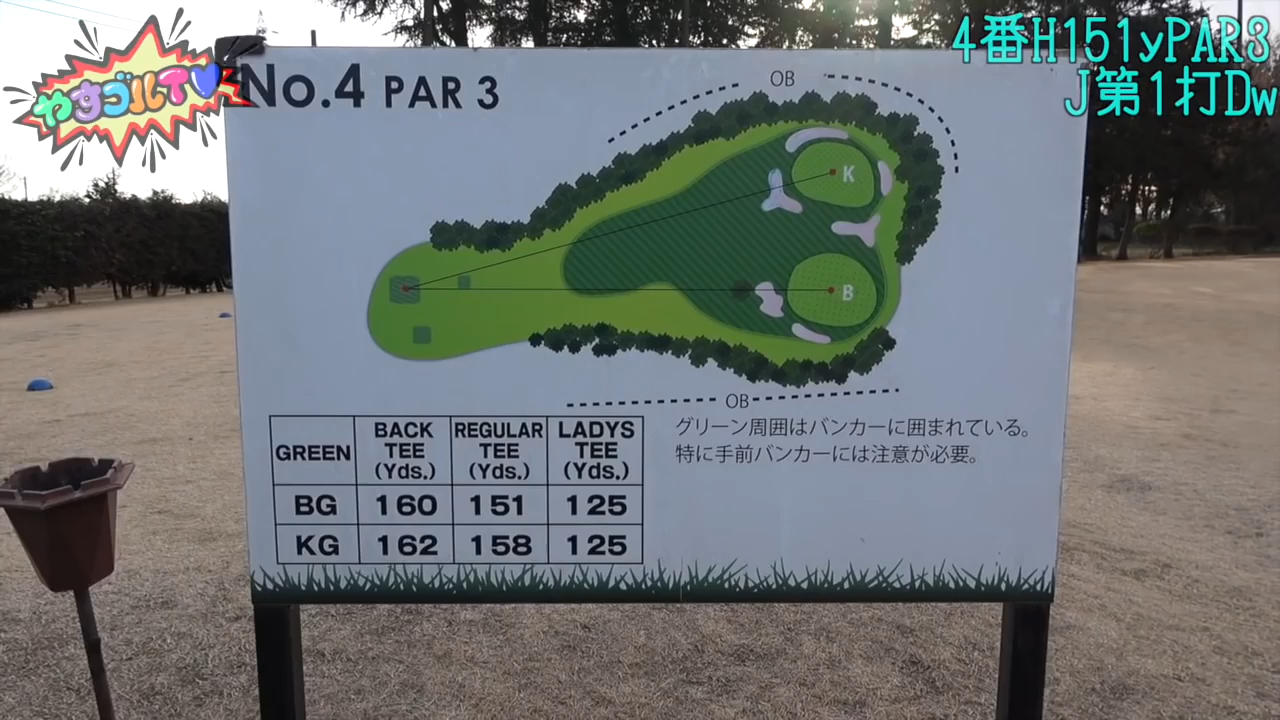 やすゴルTV
4番H151yPAR3
J第1打Dw
No.4 PAR 3
OB
K
B
OB
GREEN BACK TEE (Yds.) REGULAR TEE (Yds.) LADYS TEE (Yds.)
BG 160 151 125
KG 162 158 125
グリーン周囲はバンカーに囲まれている。
特に手前バンカーには注意が必要。